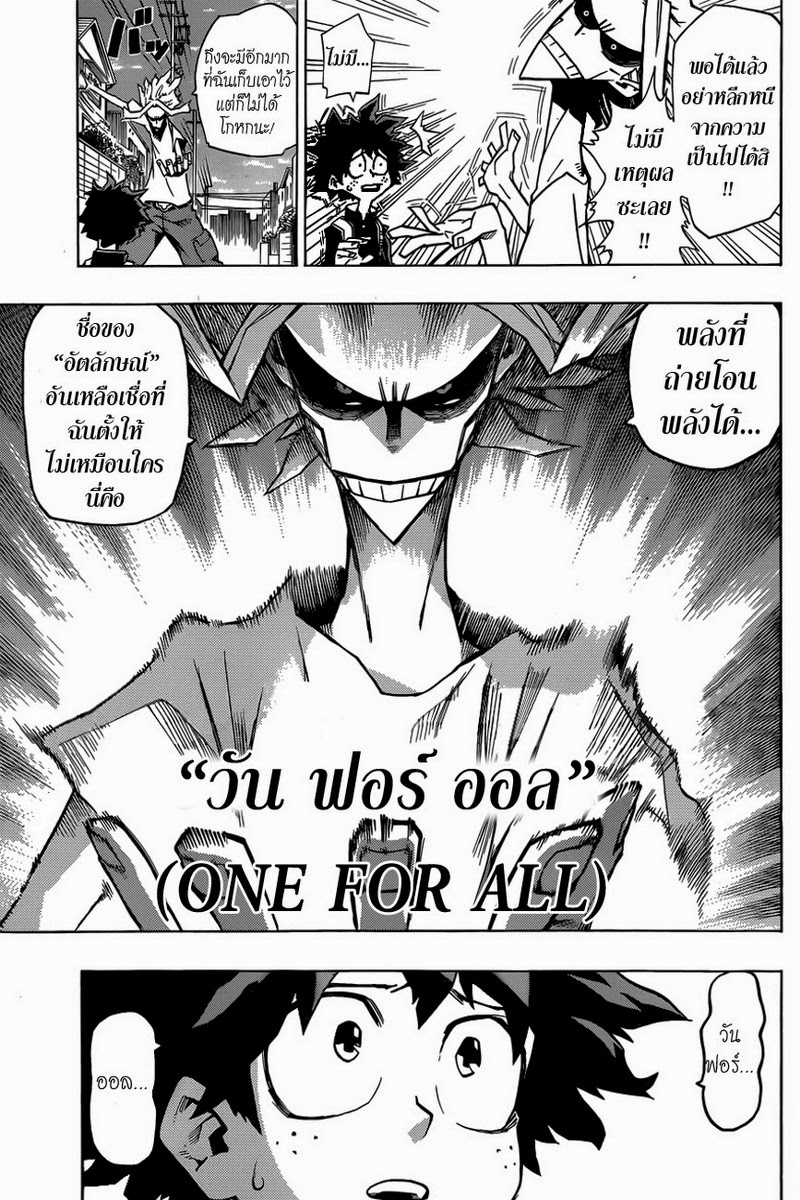 พอได้แล้ว
อย่าหลีกหนี
จากความ
เป็นไปได้สิ
!!
ไม่มี
เหตุผล
ซะเลย
!!
ไม่มี...
ถึงจะมีอีกมาก
ที่ฉันเก็บเอาไว้
แต่ก็ไม่ได้
โกหกนะ!
バッ
พลังที่
ถ่ายโอน
พลังได้...
ชื่อของ
“อัตลักษณ์”
อันเหลือเชื่อที่
ฉันตั้งให้
ไม่เหมือนใคร
นี่คือ
“วัน ฟอร์ ออล”
(ONE FOR ALL)
วัน
ฟอร์...
ออล...